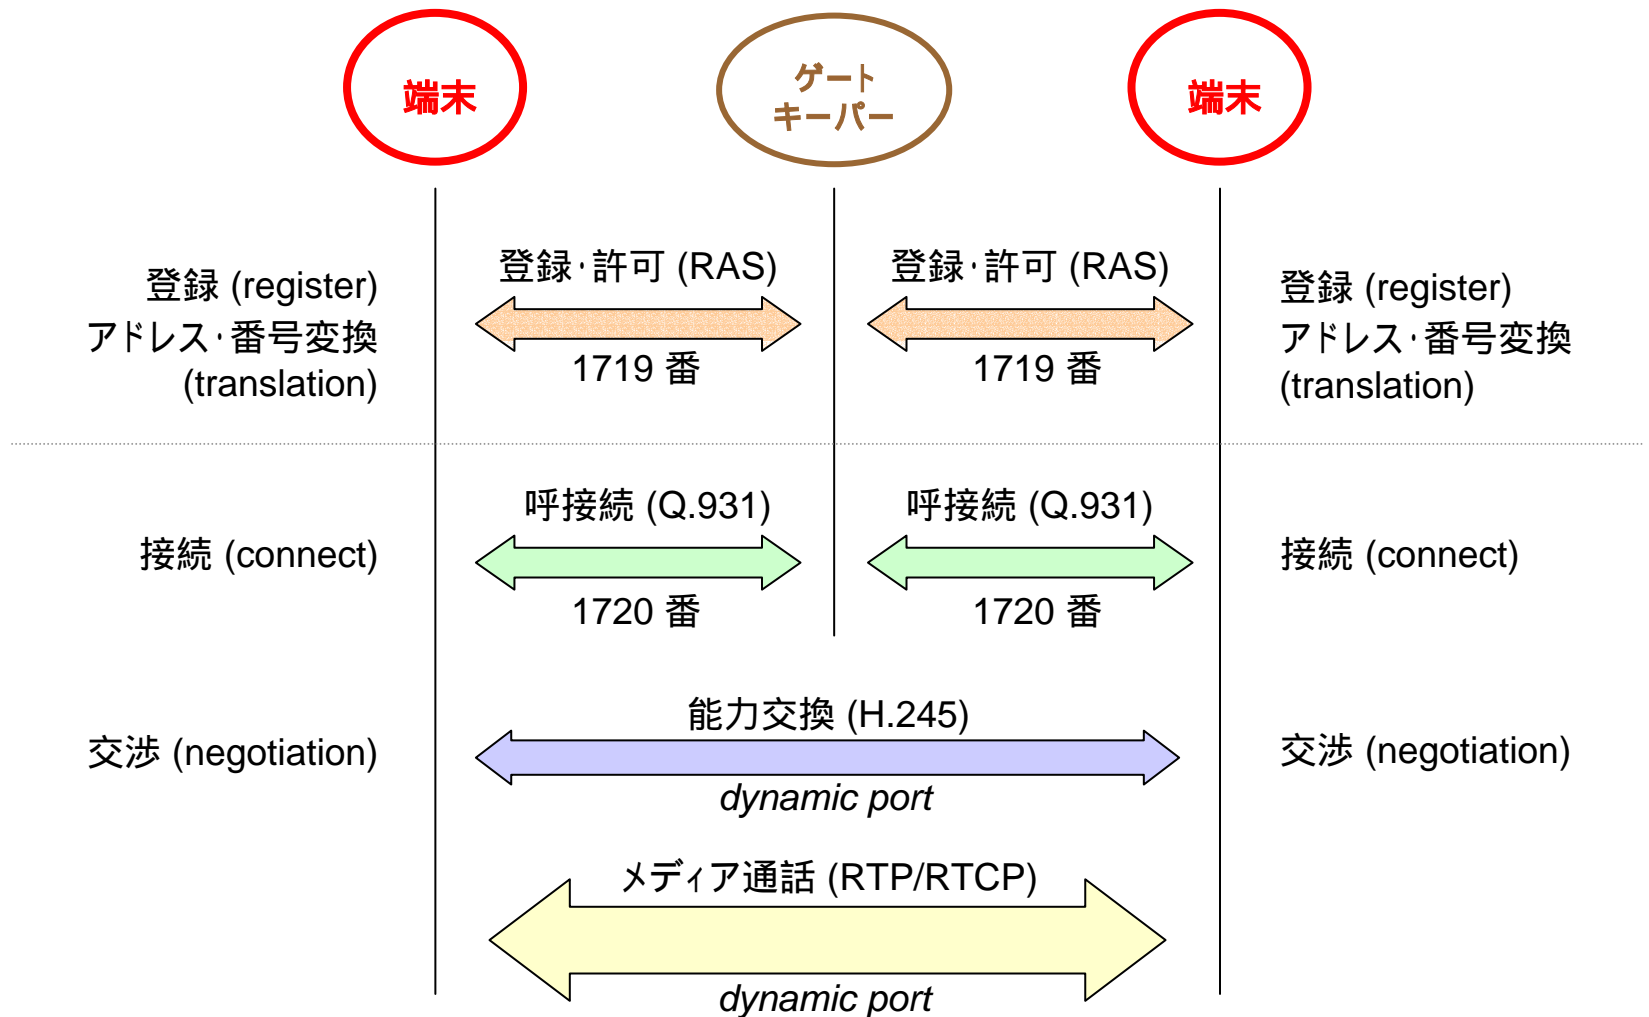 端末
ゲート
キーパー
端末
登録・許可 (RAS)
登録・許可 (RAS)
登録 (register)
アドレス・番号変換
(translation)
1719 番
1719 番
登録 (register)
アドレス・番号変換
(translation)
呼接続 (Q.931)
呼接続 (Q.931)
接続 (connect)
接続 (connect)
1720 番
1720 番
能力交換 (H.245)
交渉 (negotiation)
交渉 (negotiation)
dynamic port
メディア通話 (RTP/RTCP)
dynamic port